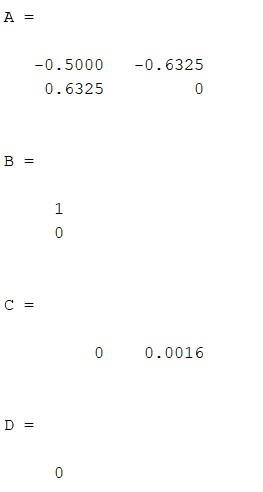 A =
-0.5000 -0.6325
0.6325 0
B =
1
0
C =
0 0.0016
D =
0